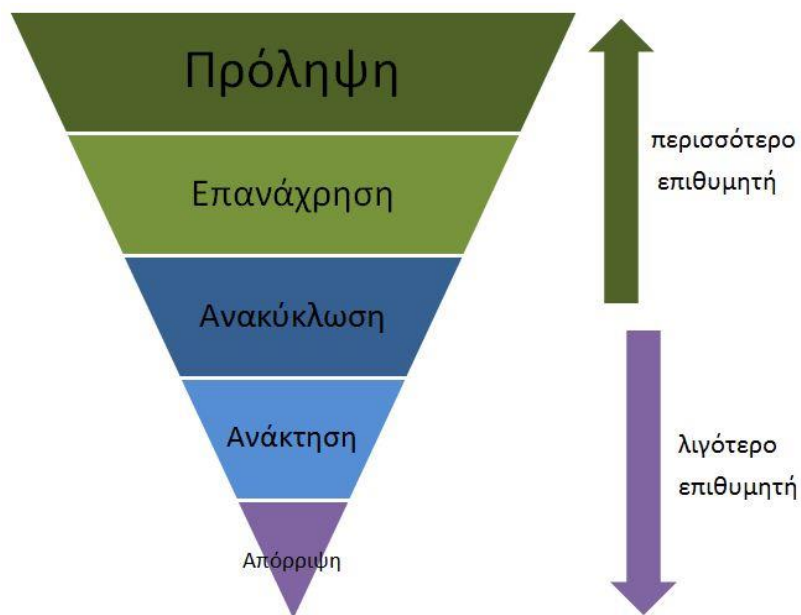 Πρόληψη
Επανάχρηση
Ανακύκλωση
Ανάκτηση
Απόρριψη
περισσότερο
επιθυμητή
λιγότερο
επιθυμητή